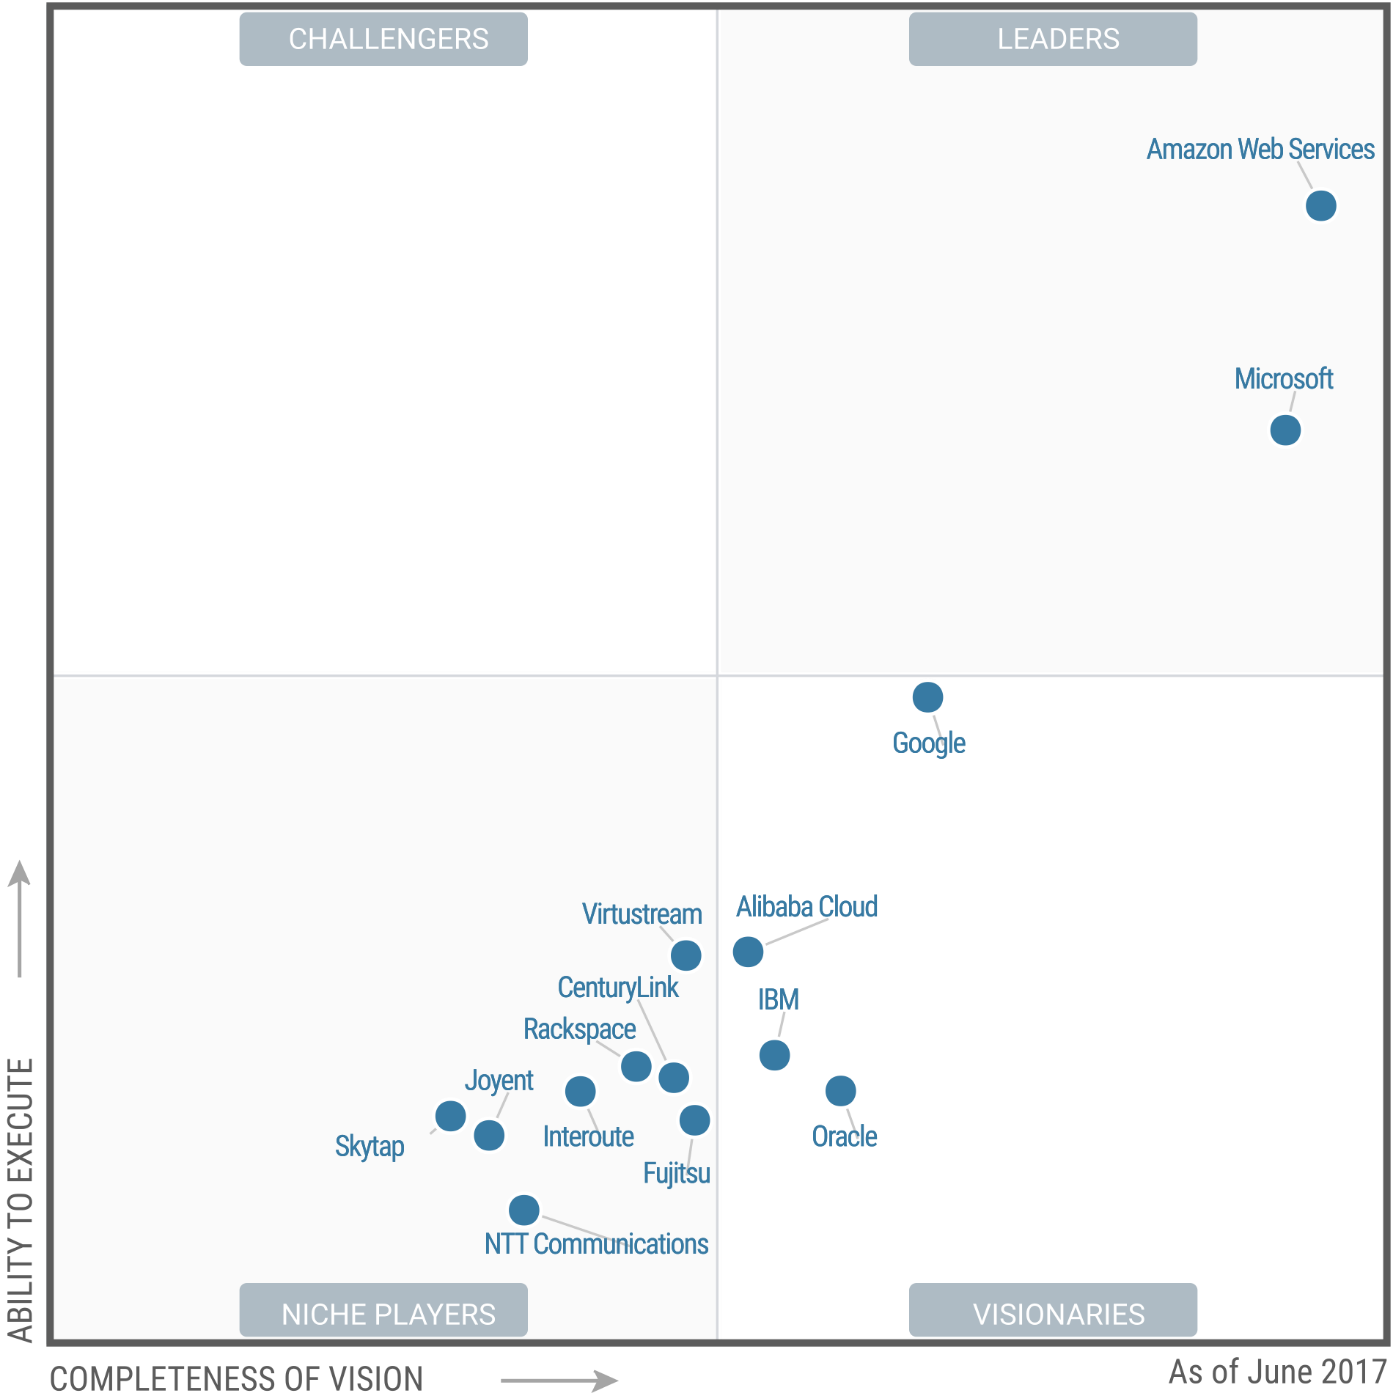 CHALLENGERS
LEADERS
Amazon Web Services
Microsoft
Google
Virtustream
Alibaba Cloud
CenturyLink
IBM
Rackspace
Joyent
Skytap
Interoute
Oracle
Fujitsu
NTT Communications
NICHE PLAYERS
VISIONARIES
ABILITY TO EXECUTE
COMPLETENESS OF VISION
As of June 2017